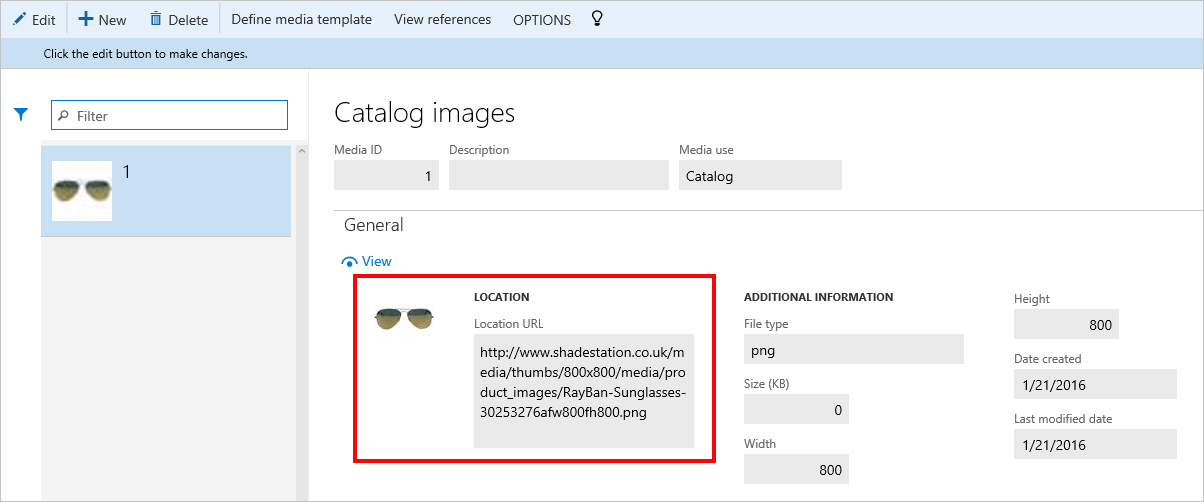 Edit New Delete Define media template View references OPTIONS
Click the edit button to make changes.
Filter
1
Catalog images
Media ID Description Media use
1 Catalog
General
View
LOCATION
Location URL
http://www.shadestation.co.uk/m
edia/thumbs/800x800/media/pro
duct_images/RayBan-Sunglasses-
30253276afw800fh800.png
ADDITIONAL INFORMATION
File type
png
Size (KB)
0
Width
800
Height
800
Date created
1/21/2016
Last modified date
1/21/2016